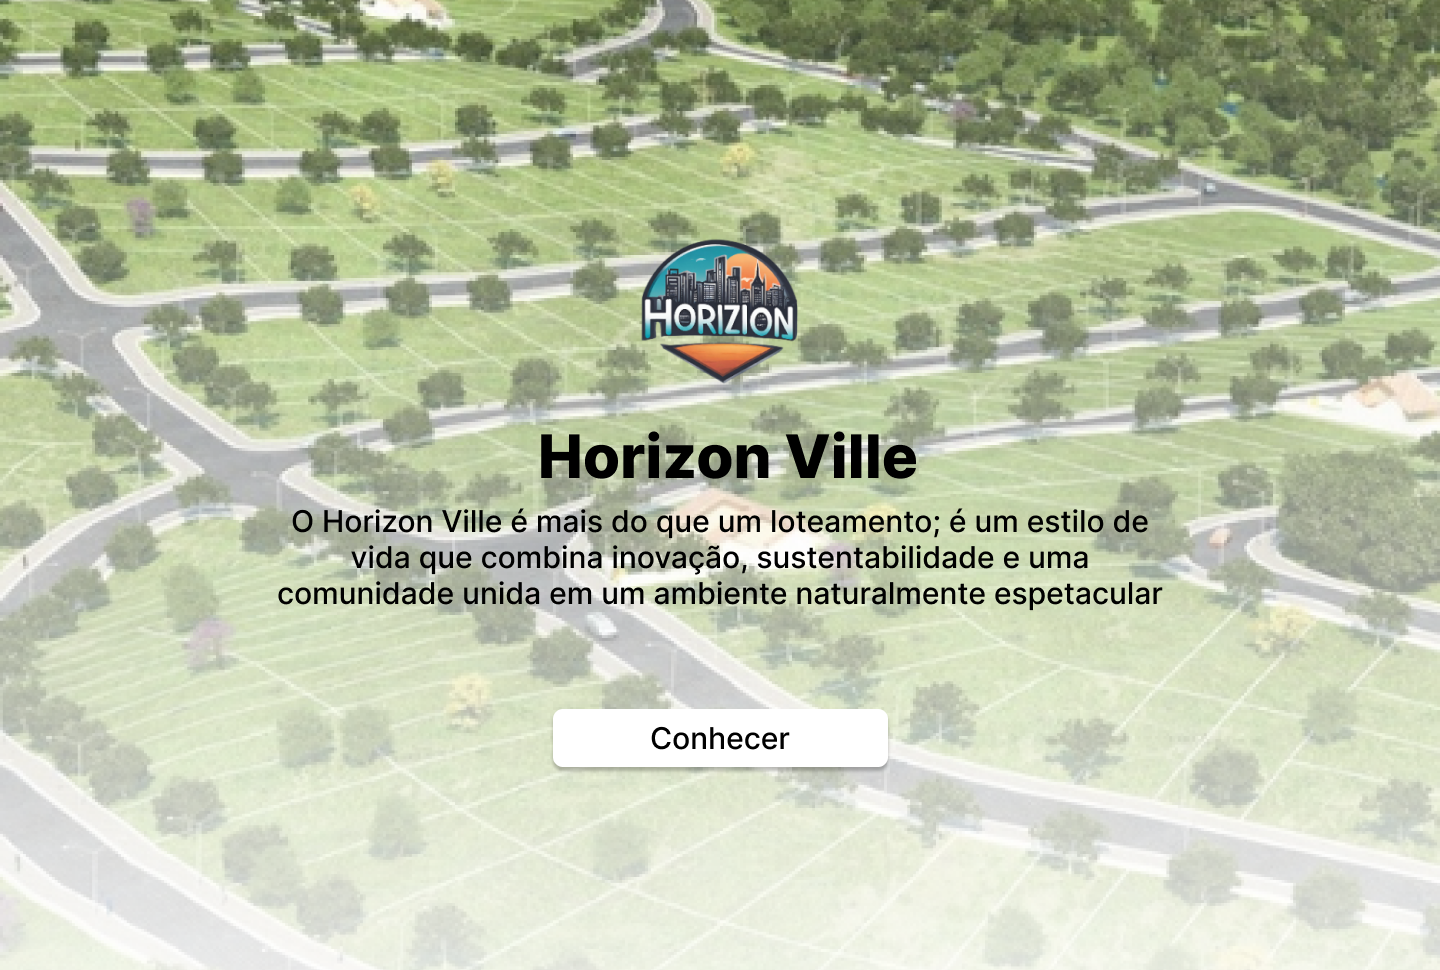 HORIZION
Horizon Ville
O Horizon Ville é mais do que um loteamento; é um estilo de
vida que combina inovação, sustentabilidade e uma
comunidade unida em um ambiente naturalmente espetacular
Conhecer